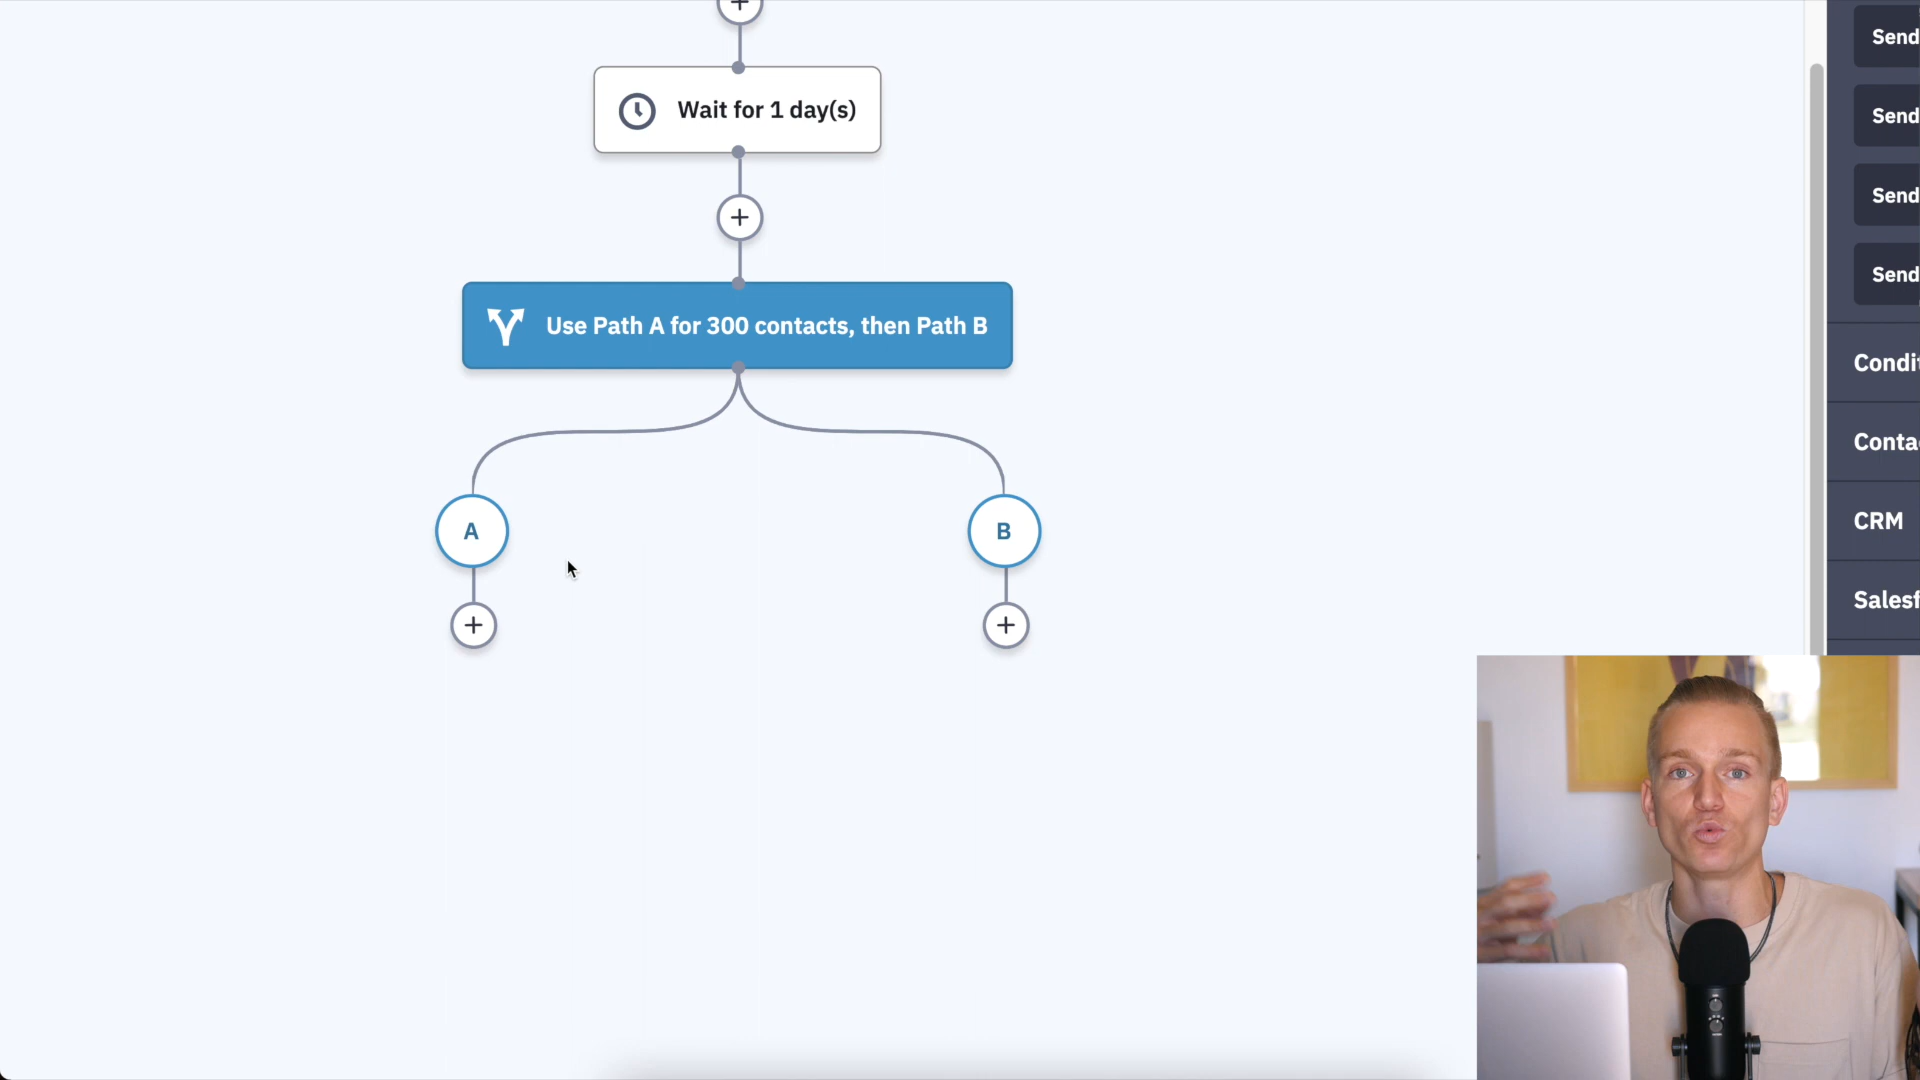 Wait for 1 day(s)
Use Path A for 300 contacts, then Path B
A
B
Send
Send
Send
Send
CRM